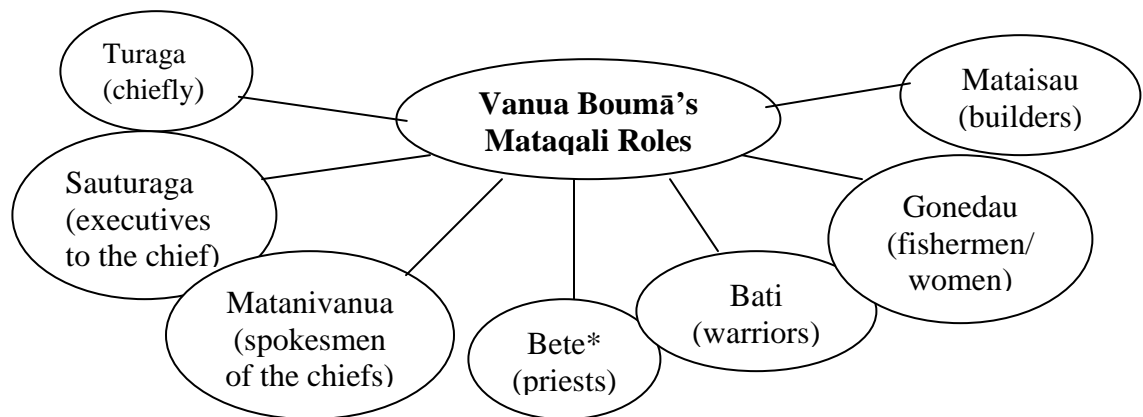 Vanua Boumā’s
Mataqali Roles
Turaga
(chiefly)
Sauturaga
(executives
to the chief)
Matanivanua
(spokesmen
of the chiefs)
Bete*
(priests)
Bati
(warriors)
Gonedau
(fishermen/
women)
Mataisau
(builders)